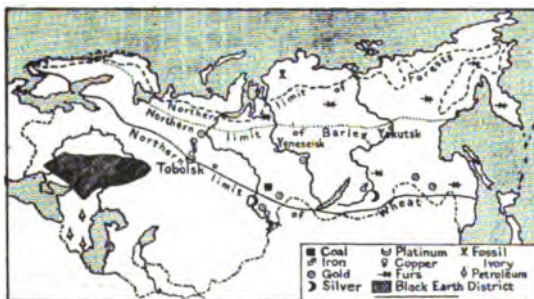 Northern limit of Forests
Northern limit of Barley
Yakutsk
Yeneseisk
Tobolsk
Northern limit of Wheat
Coal
Platinum
Fossil Ivory
Iron
Copper
Gold
Furs
Petroleum
Silver
Black Earth District